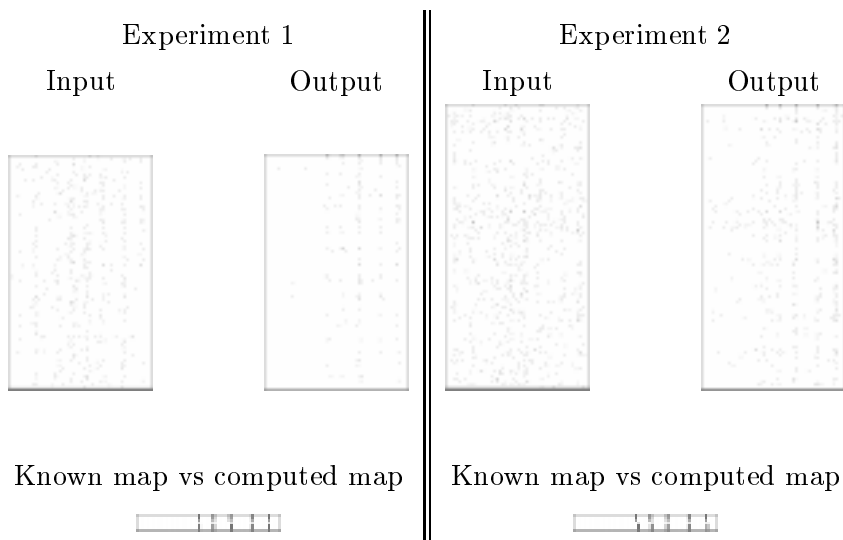 Experiment 1
Input Output
Known map vs computed map
Experiment 2
Input Output
Known map vs computed map